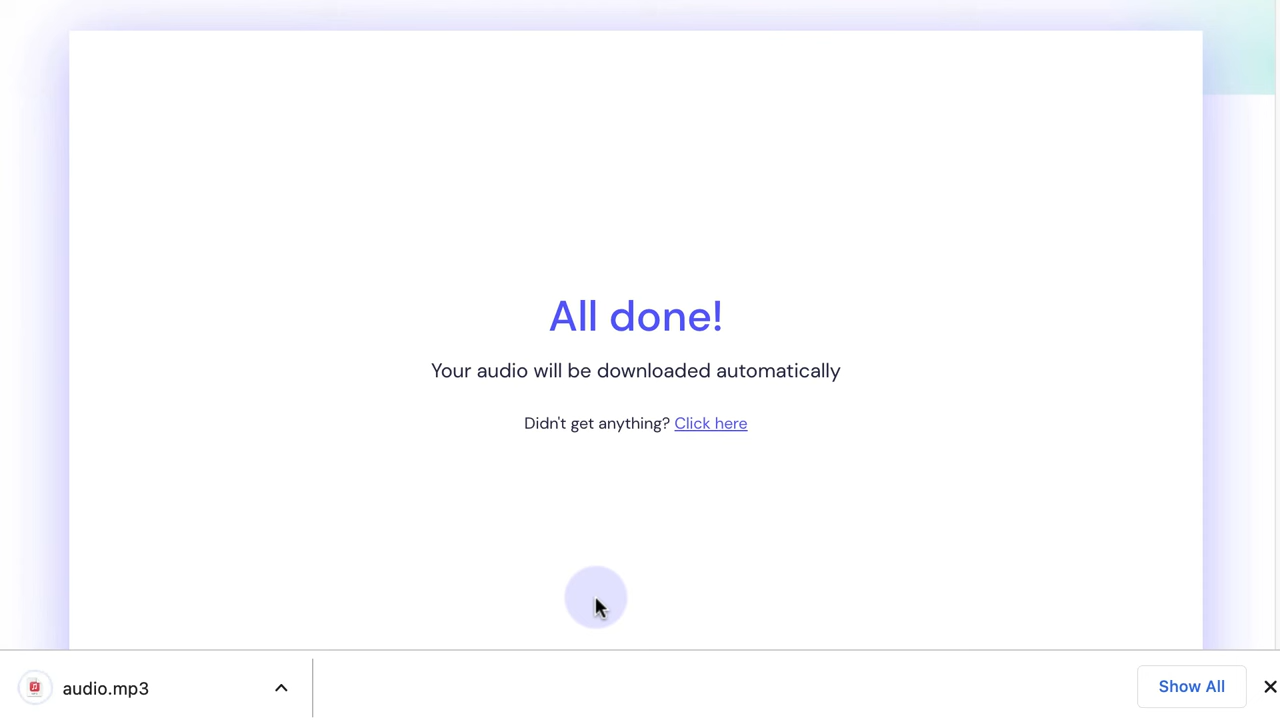 All done!
Your audio will be downloaded automatically
Didn't get anything? Click here
audio.mp3
Show All